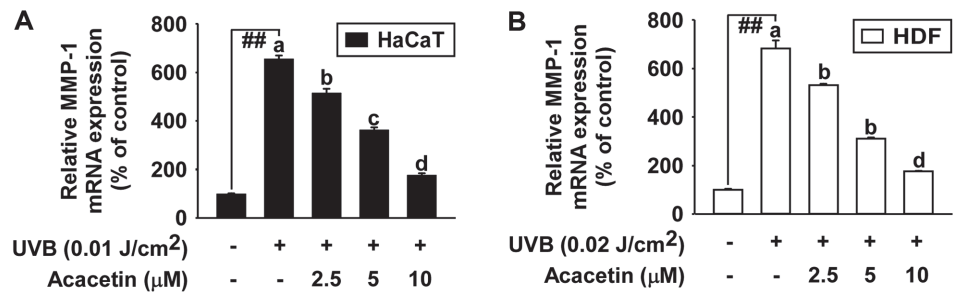 A
Relative MMP-1
mRNA expression
(% of control)
800
600
400
200
0
##
a
b
c
d
HaCaT
UVB (0.01 J/cm2) - + + + +
Acacetin (μM) - - 2.5 5 10
B
Relative MMP-1
mRNA expression
(% of control)
800
600
400
200
0
##
a
b
b
d
HDF
UVB (0.02 J/cm2) - + + + +
Acacetin (μM) - - 2.5 5 10